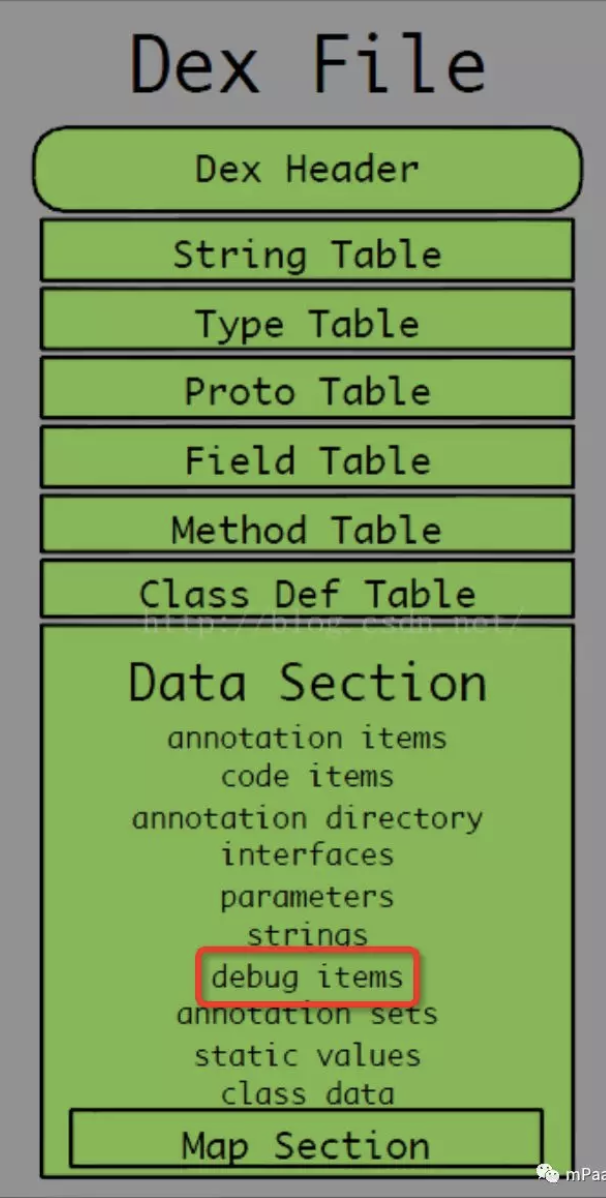 Dex File
Dex Header
String Table
Type Table
Proto Table
Field Table
Method Table
Class Def Table
http://blog.csdn.net/
Data Section
annotation items
code items
annotation directory
interfaces
parameters
strings
debug items
annotation sets
static values
class data
Map Section
mPaa